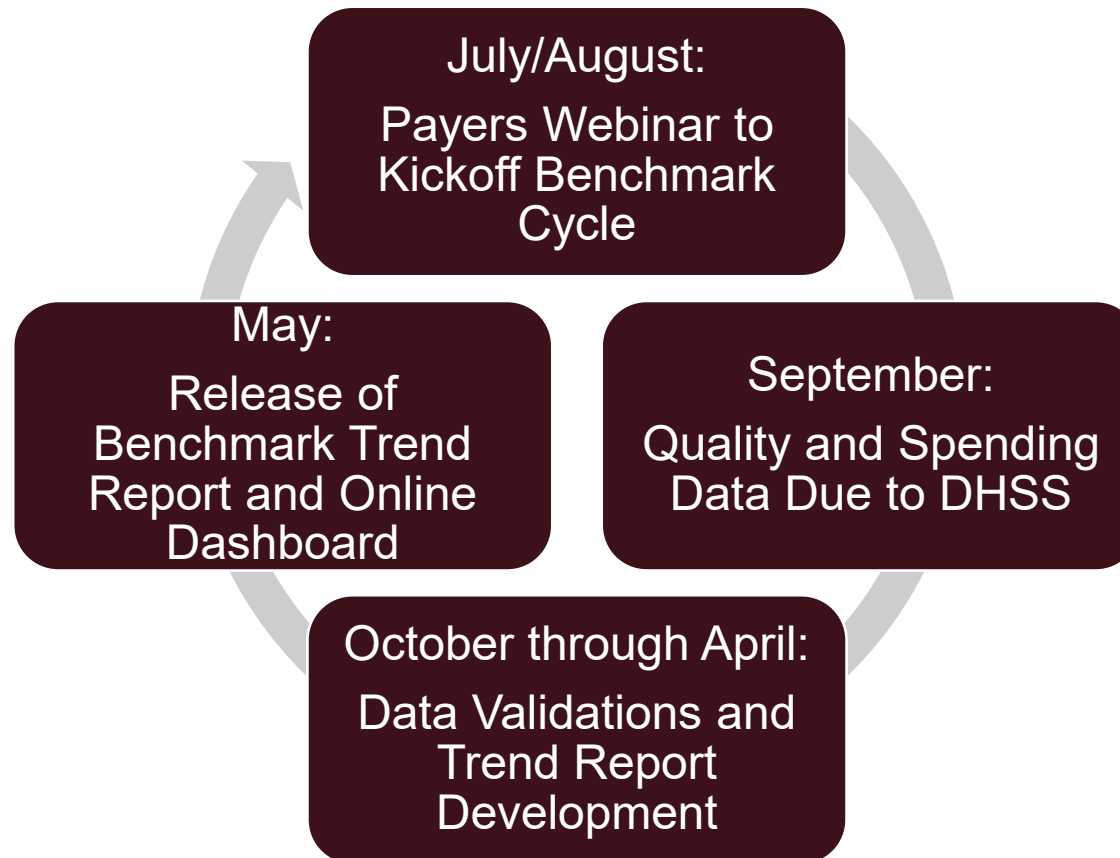 July/August:
Payers Webinar to
Kickoff Benchmark
Cycle
September:
Quality and Spending
Data Due to DHSS
October through April:
Data Validations and
Trend Report
Development
May:
Release of
Benchmark Trend
Report and Online
Dashboard